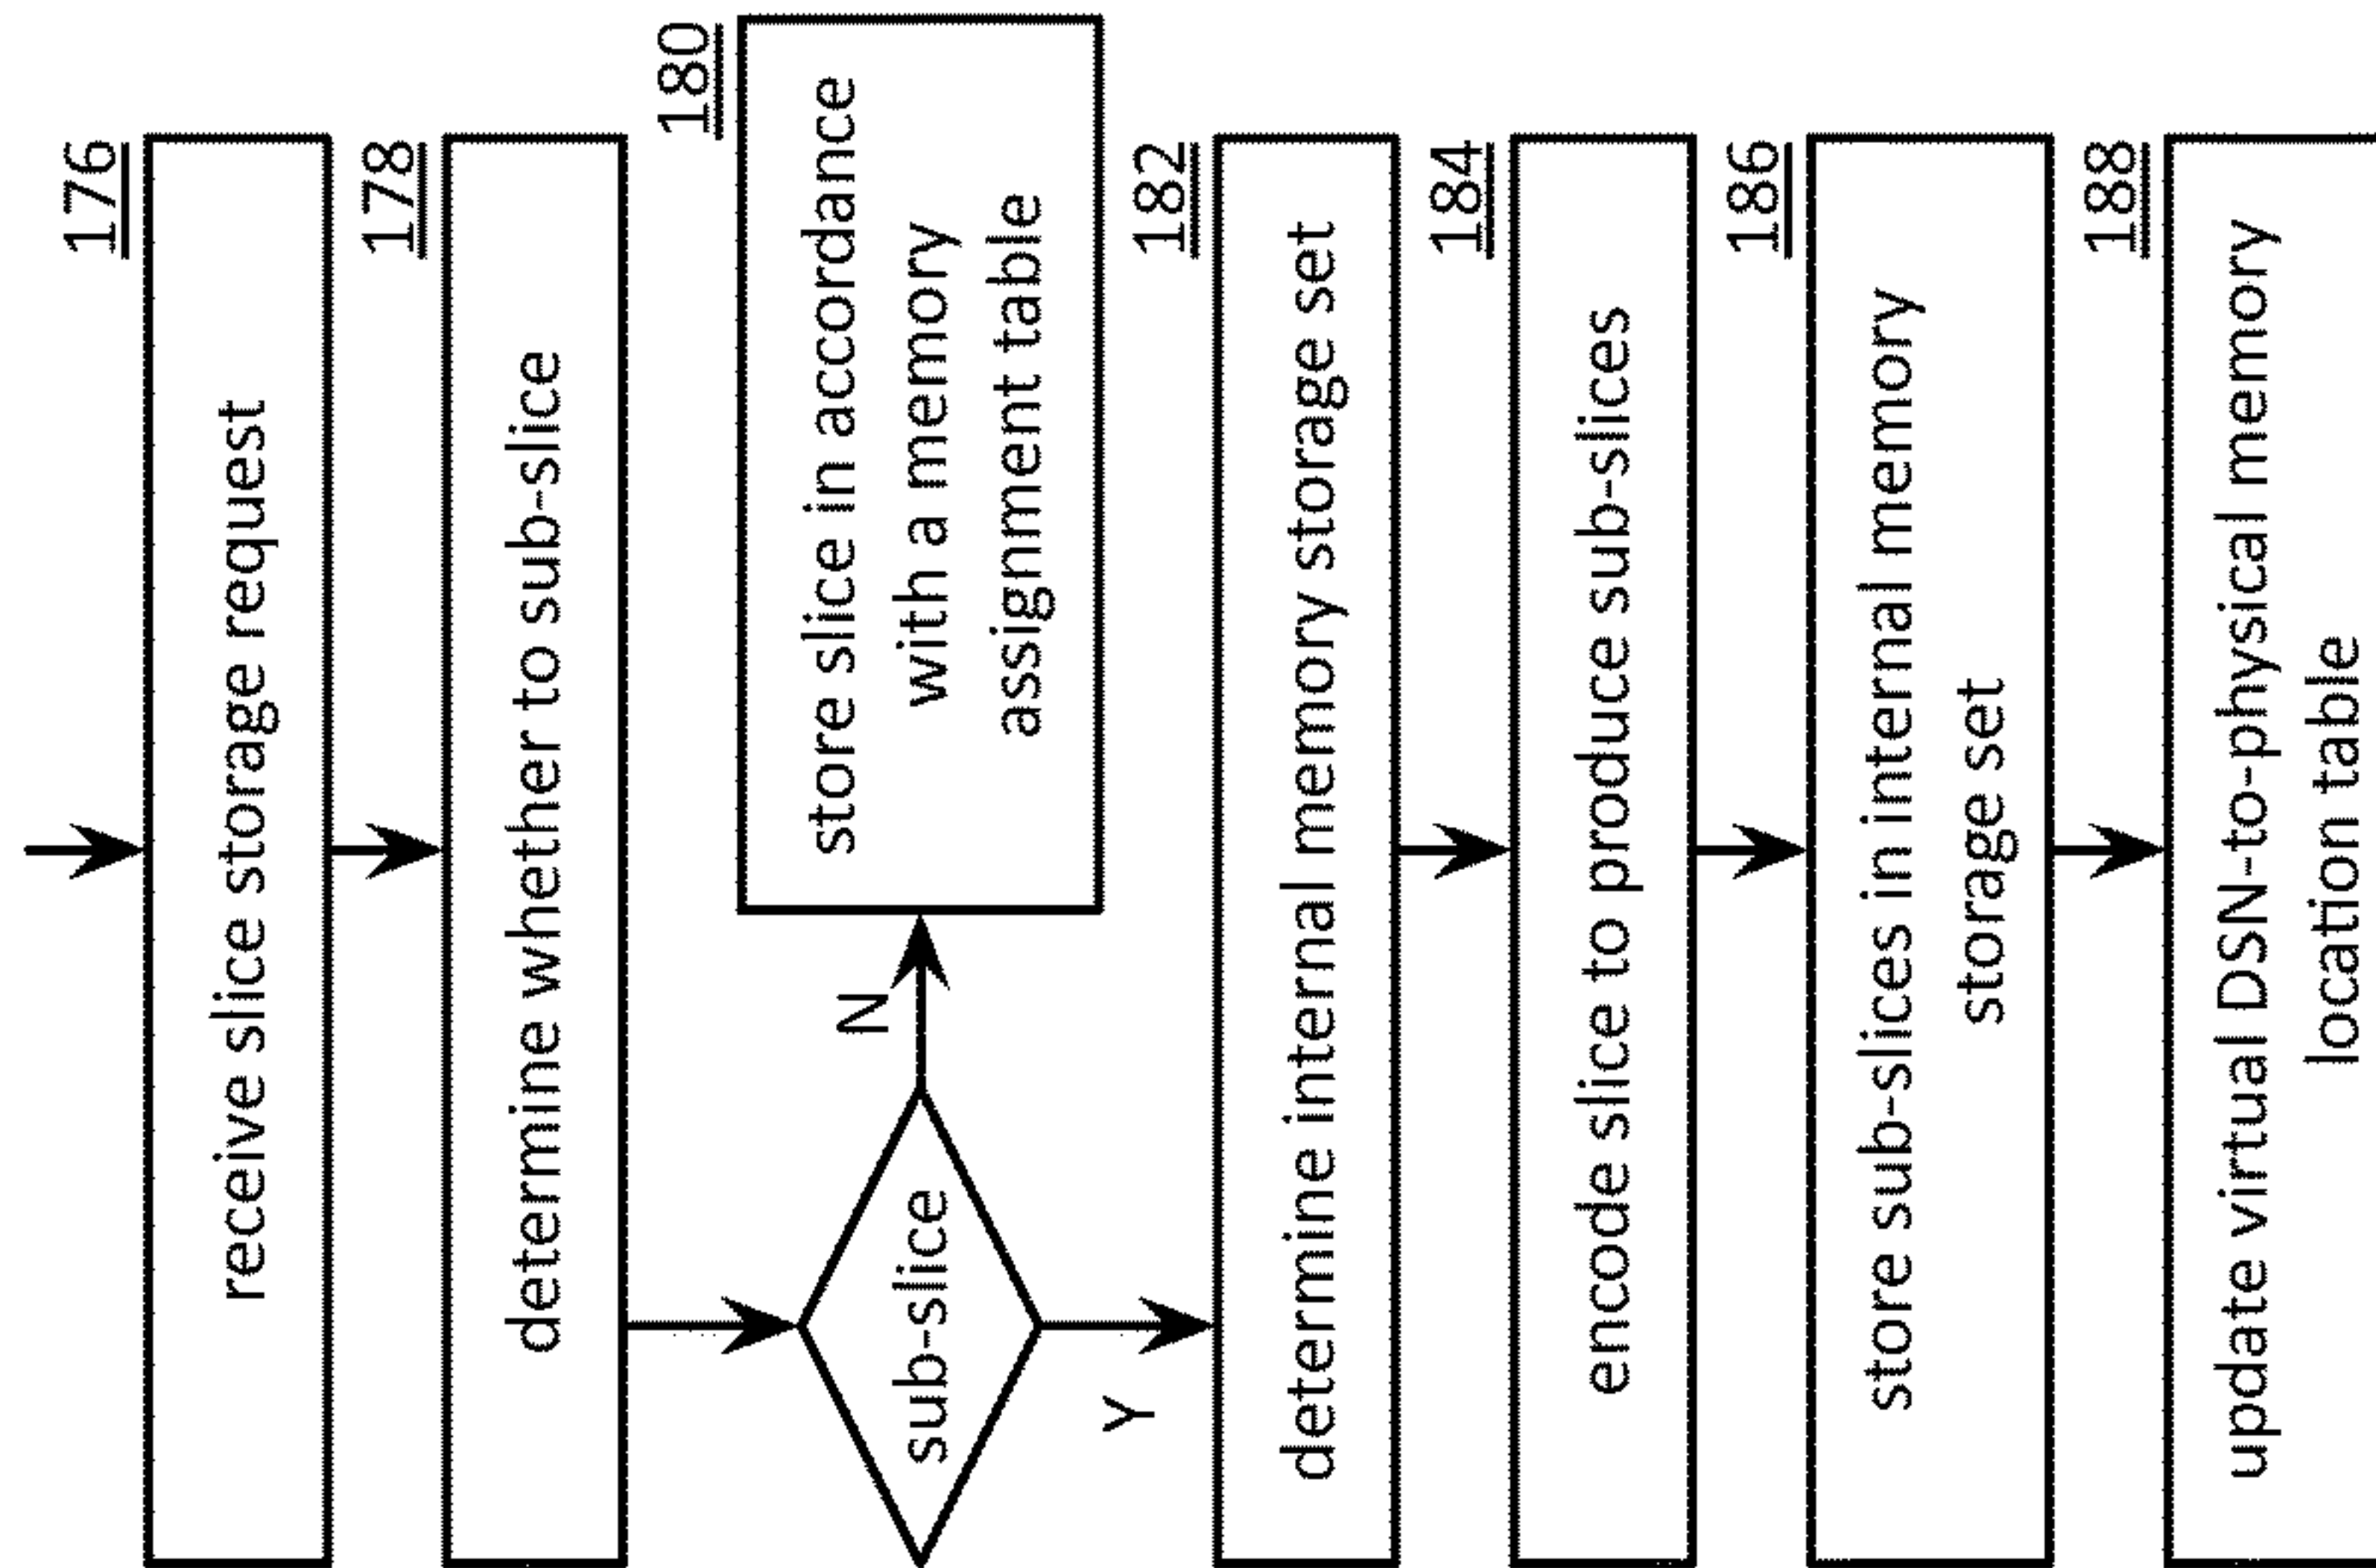 176
receive slice storage request
178
determine whether to sub-slice
sub-slice
N
180
store slice in accordance
with a memory
assignment table
Y
182
determine internal memory storage set
184
encode slice to produce sub-slices
186
store sub-slices in internal memory
storage set
188
update virtual DSN-to-physical memory
location table